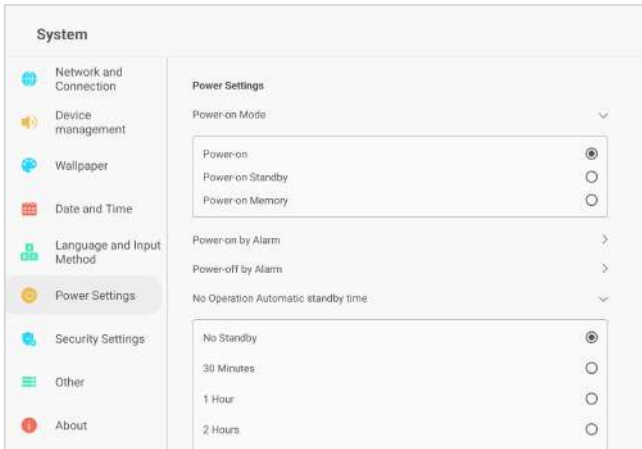 System
Network and
Connection
Device
management
Wallpaper
Date and Time
Language and Input
Method
Power Settings
Security Settings
Other
About
Power Settings
Power-on Mode
Power-on
Power-on Standby
Power-on Memory
Power-on by Alarm
Power-off by Alarm
No Operation Automatic standby time
No Standby
30 Minutes
1 Hour
2 Hours